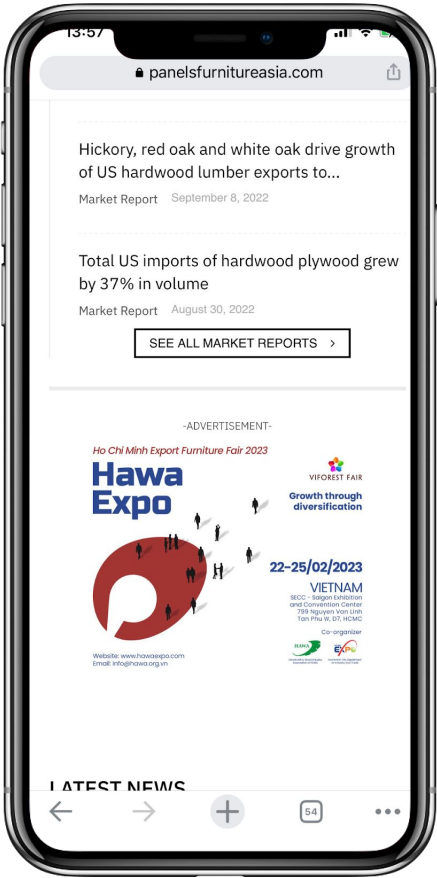 13:57
panelsfurnitureasia.com
Hickory, red oak and white oak drive growth
of US hardwood lumber exports to...
Market Report September 8, 2022
Total US imports of hardwood plywood grew
by 37% in volume
Market Report August 30, 2022
SEE ALL MARKET REPORTS >
-ADVERTISEMENT-
Ho Chi Minh Export Furniture Fair 2023
Hawa
Expo
VIFOREST FAIR
Growth through
diversification
22-25/02/2023
VIETNAM
SECC - Saigon Exhibition
and Convention Center
799 Nguyen Van Linh
Tan Phu W, D7, HCMC
Co-organizer
HAWA
EXPO
Website: www.hawaexpo.com
Email: info@hawa.org.vn
LATEST NEWS
54